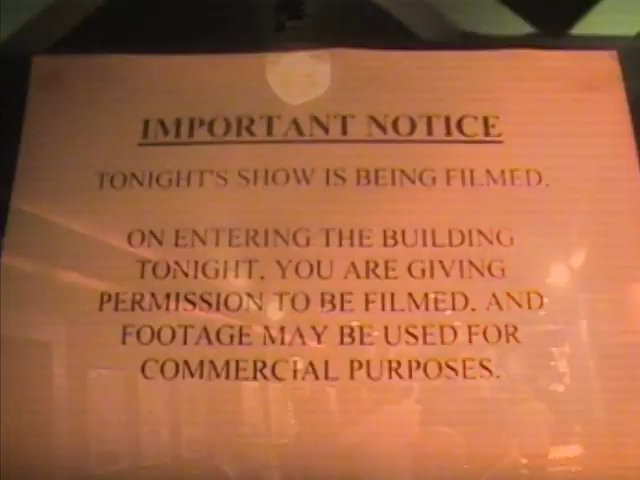 IMPORTANT NOTICE
TONIGHT'S SHOW IS BEING FILMED.
ON ENTERING THE BUILDING
TONIGHT. YOU ARE GIVING
PERMISSION TO BE FILMED. AND
FOOTAGE MAY BE USED FOR
COMMERCIAL PURPOSES.